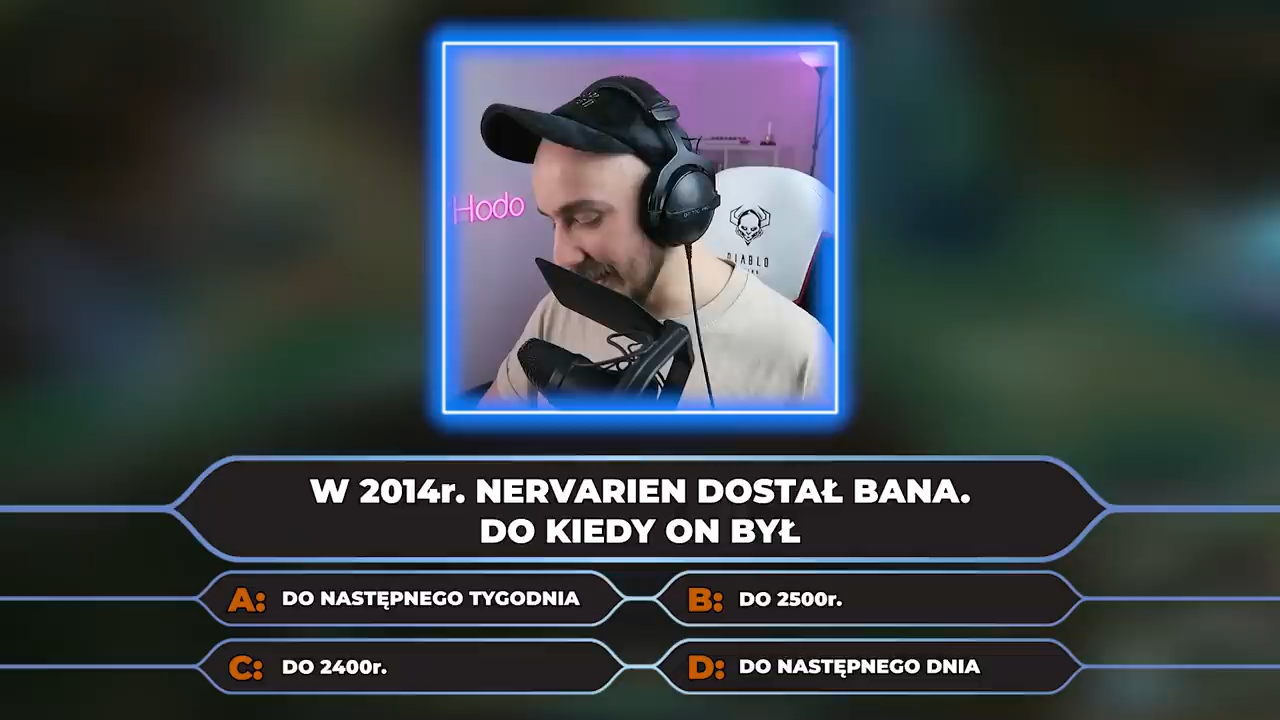 Hodo
DIABLO
W 2014r. NERVARIEN DOSTAŁ BANA.
DO KIEDY ON BYŁ
A: DO NASTĘPNEGO TYGODNIA
B: DO 2500r.
C: DO 2400r.
D: DO NASTĘPNEGO DNIA